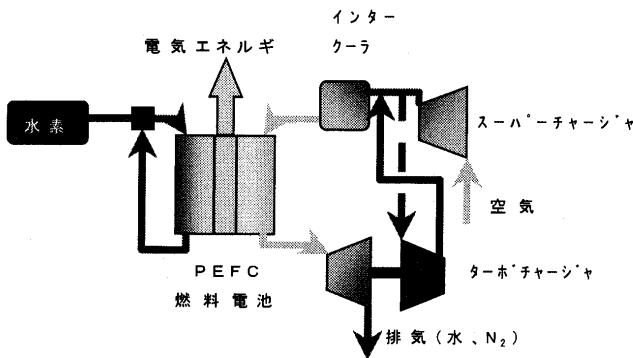 インター
クーラ
電気エネルギ
水素
スーパーチャージャ
空気
PEFC
燃料電池
ターボチャージャ
排気(水、N₂)